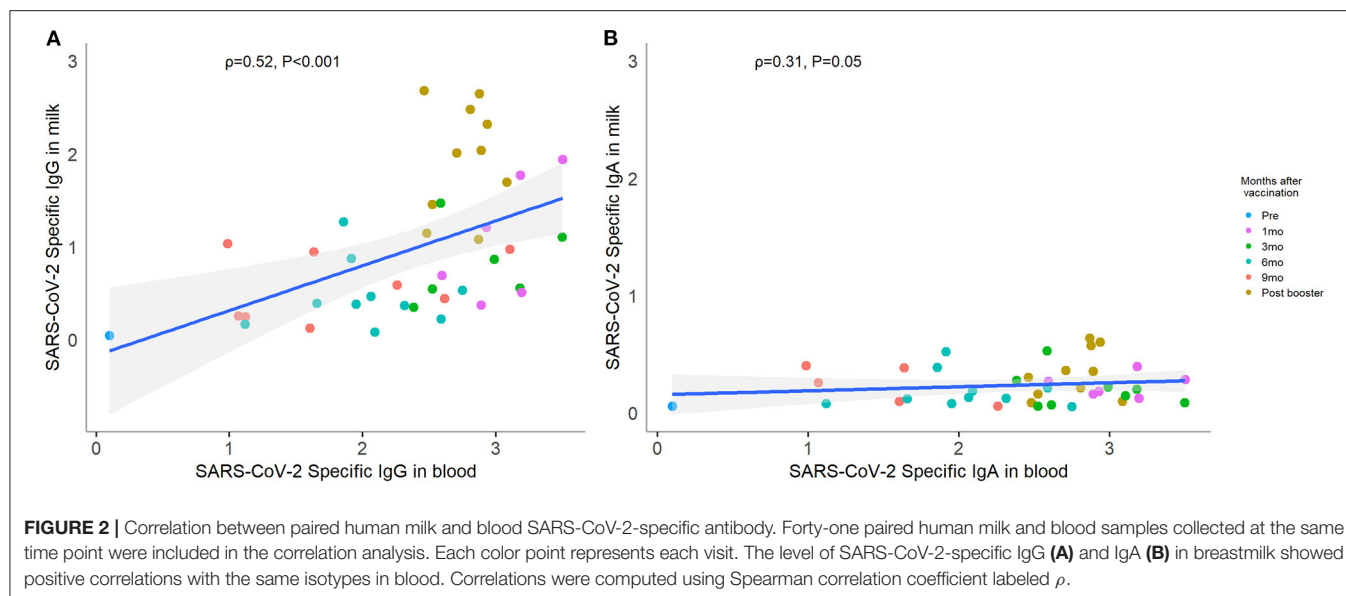 A
ρ=0.52, P<0.001
SARS-CoV-2 Specific IgG in milk
3
2
1
0
0 1 2 3
SARS-CoV-2 Specific IgG in blood
B
ρ=0.31, P=0.05
SARS-CoV-2 Specific IgA in milk
3
2
1
0
0 1 2 3
SARS-CoV-2 Specific IgA in blood
Months after
vaccination
Pre
1mo
3mo
6mo
9mo
Post booster
FIGURE 2 | Correlation between paired human milk and blood SARS-CoV-2-specific antibody. Forty-one paired human milk and blood samples collected at the same
time point were included in the correlation analysis. Each color point represents each visit. The level of SARS-CoV-2-specific IgG (A) and IgA (B) in breastmilk showed
positive correlations with the same isotypes in blood. Correlations were computed using Spearman correlation coefficient labeled ρ.